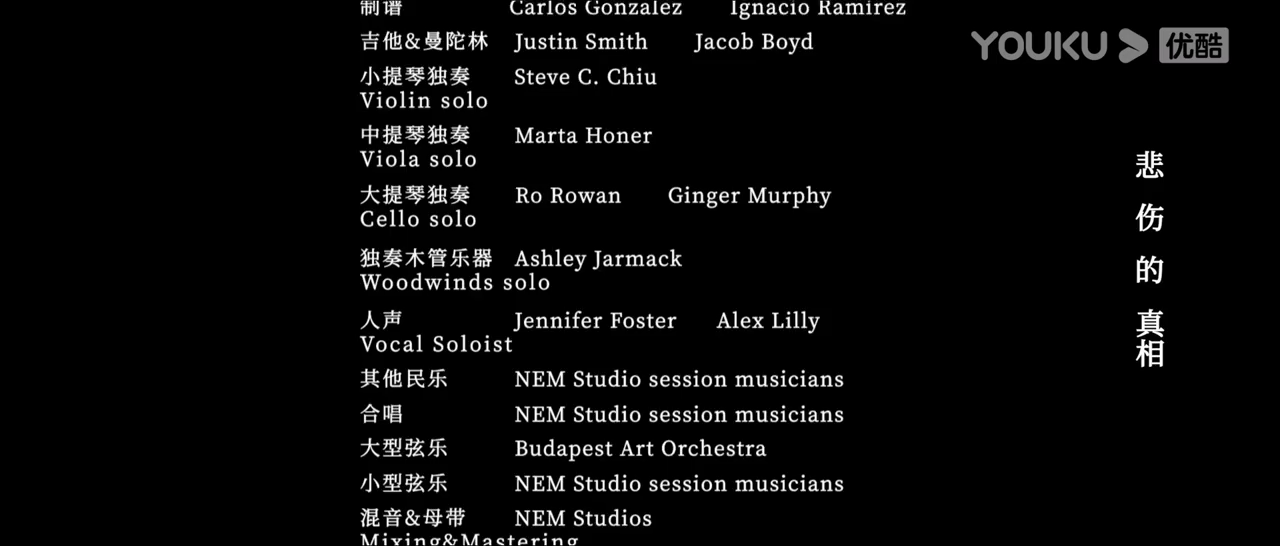 制谱 Carlos Gonzalez Ignacio Ramirez
吉他&曼陀林 Justin Smith Jacob Boyd
小提琴独奏 Steve C. Chiu
Violin solo
中提琴独奏 Marta Honer
Viola solo
大提琴独奏 Ro Rowan Ginger Murphy
Cello solo
独奏木管乐器 Ashley Jarmack
Woodwinds solo
人声 Jennifer Foster Alex Lilly
Vocal Soloist
其他民乐 NEM Studio session musicians
合唱 NEM Studio session musicians
大型弦乐 Budapest Art Orchestra
小型弦乐 NEM Studio session musicians
混音&母带 NEM Studios
Mixing&Mastering
YOUKU 优酷
悲伤的真相